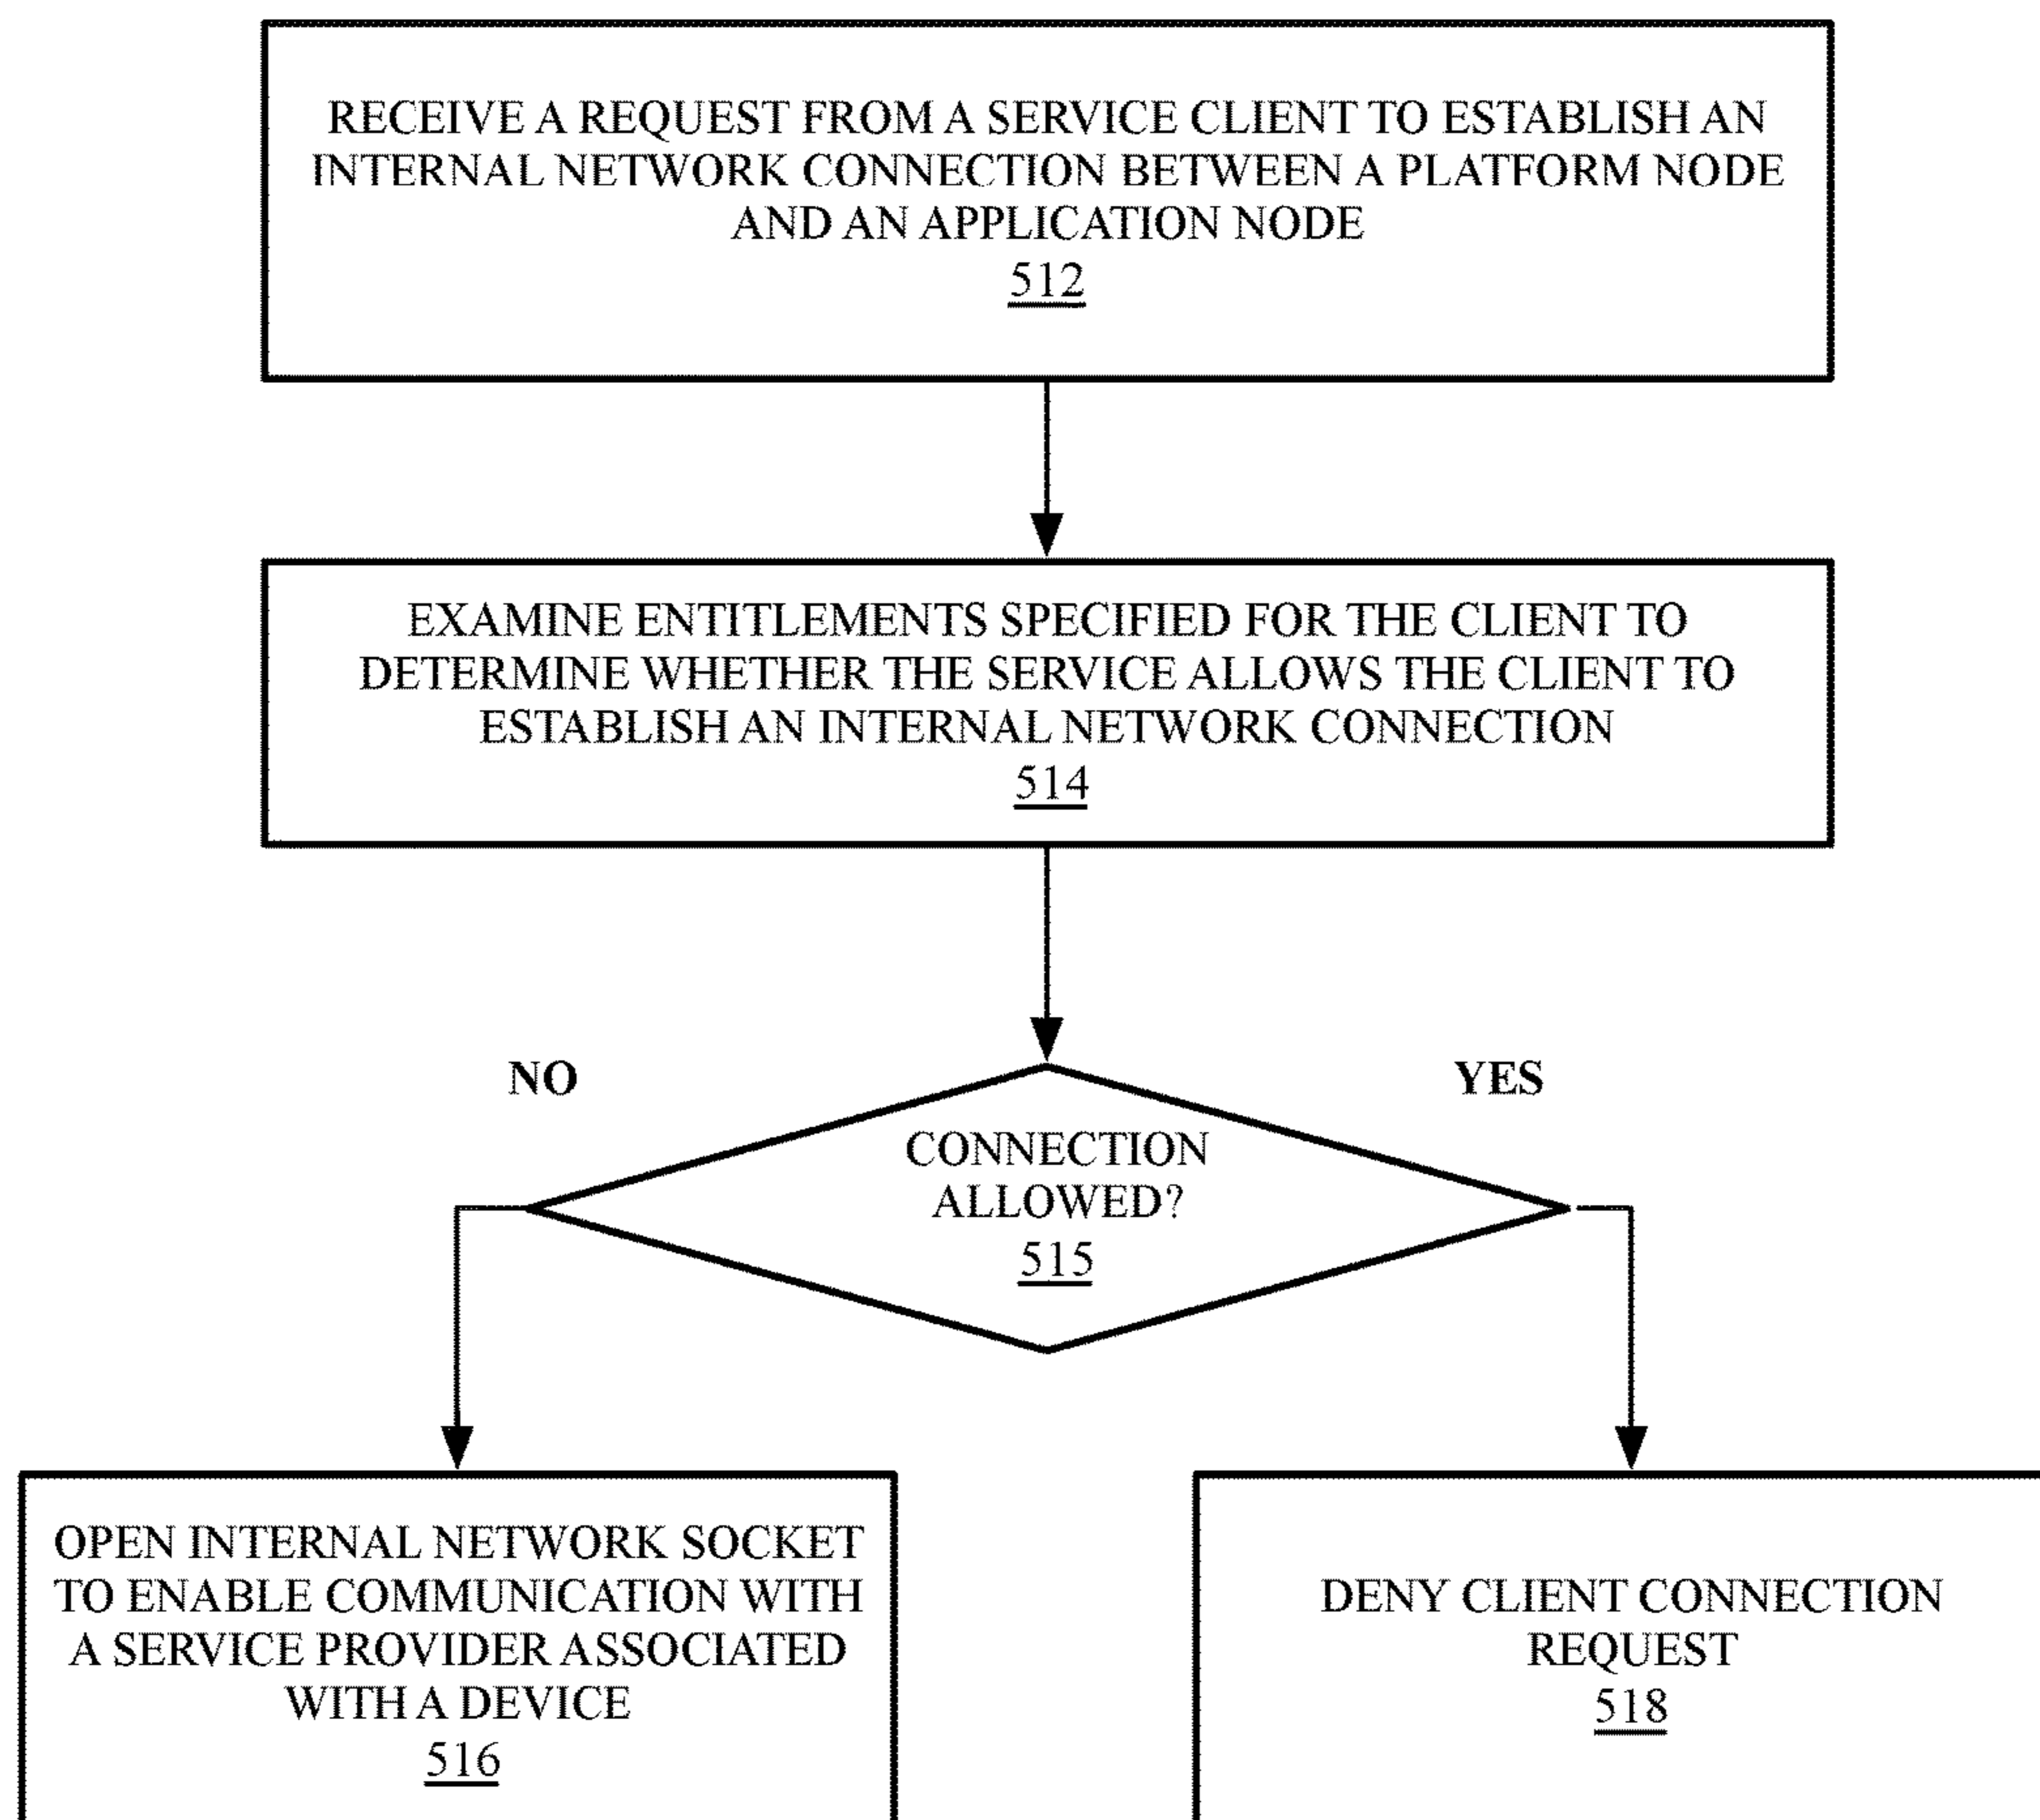 RECEIVE A REQUEST FROM A SERVICE CLIENT TO ESTABLISH AN
INTERNAL NETWORK CONNECTION BETWEEN A PLATFORM NODE
AND AN APPLICATION NODE
512
EXAMINE ENTITLEMENTS SPECIFIED FOR THE CLIENT TO
DETERMINE WHETHER THE SERVICE ALLOWS THE CLIENT TO
ESTABLISH AN INTERNAL NETWORK CONNECTION
514
NO
YES
CONNECTION
ALLOWED?
515
OPEN INTERNAL NETWORK SOCKET
TO ENABLE COMMUNICATION WITH
A SERVICE PROVIDER ASSOCIATED
WITH A DEVICE
516
DENY CLIENT CONNECTION
REQUEST
518